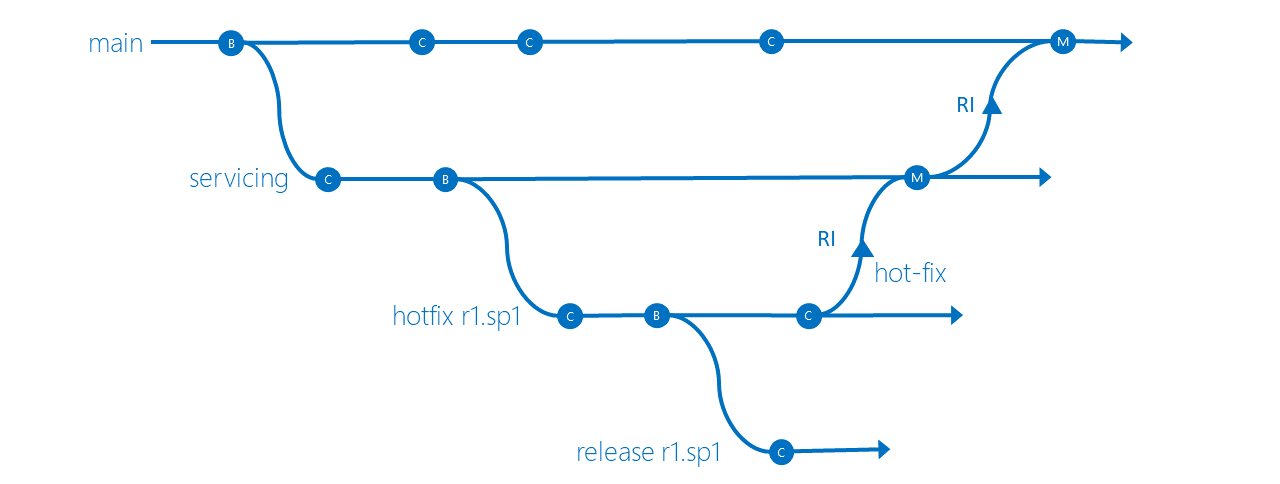 main B C C C M
RI
servicing C B M
RI
hot-fix
hotfix r1.sp1 C B C
release r1.sp1 C